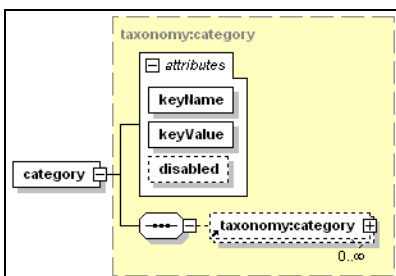 taxonomy:category
attributes
keyName
keyValue
disabled
category
taxonomy:category
0..∞